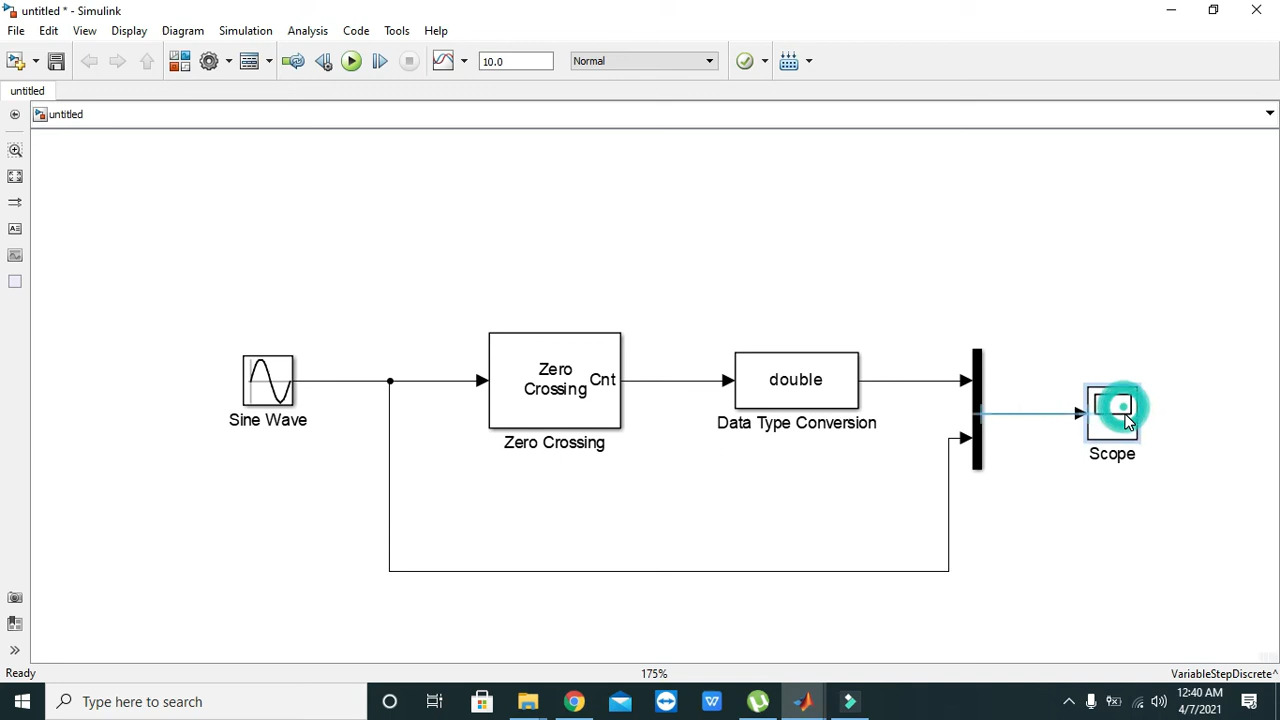 untitled * - Simulink
File Edit View Display Diagram Simulation Analysis Code Tools Help
10.0 Normal
untitled
untitled
Zero
Crossing
Cnt
double
Sine Wave
Zero Crossing
Data Type Conversion
Scope
Ready 175% VariableStepDiscrete
Type here to search
12:40 AM
4/7/2021